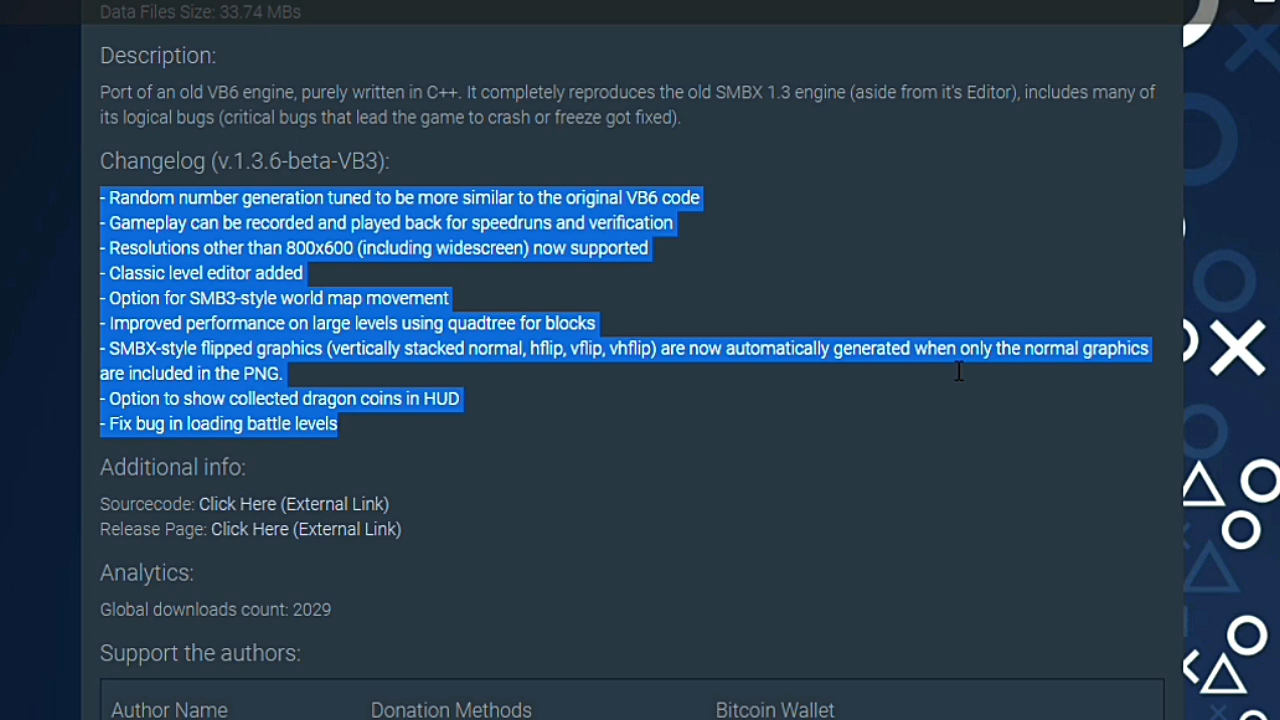 Data Files Size: 33.74 MBs
Description:
Port of an old VB6 engine, purely written in C++. It completely reproduces the old SMBX 1.3 engine (aside from it's Editor), includes many of
its logical bugs (critical bugs that lead the game to crash or freeze got fixed).
Changelog (v.1.3.6-beta-VB3):
- Random number generation tuned to be more similar to the original VB6 code
- Gameplay can be recorded and played back for speedruns and verification
- Resolutions other than 800x600 (including widescreen) now supported
- Classic level editor added
- Option for SMB3-style world map movement
- Improved performance on large levels using quadtree for blocks
- SMBX-style flipped graphics (vertically stacked normal, hflip, vflip, vhflip) are now automatically generated when only the normal graphics
are included in the PNG.
- Option to show collected dragon coins in HUD
- Fix bug in loading battle levels
Additional info:
Sourcecode: Click Here (External Link)
Release Page: Click Here (External Link)
Analytics:
Global downloads count: 2029
Support the authors:
Author Name Donation Methods Bitcoin Wallet